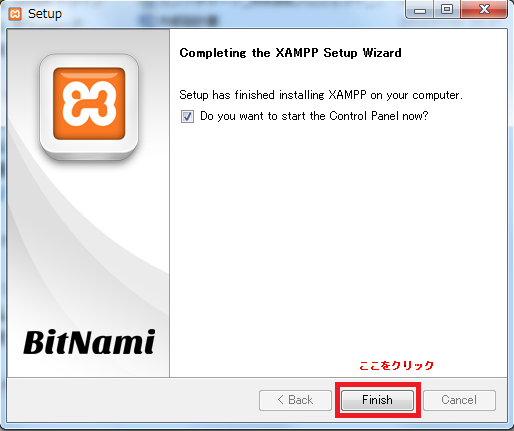 Setup
Completing the XAMPP Setup Wizard
Setup has finished installing XAMPP on your computer.
Do you want to start the Control Panel now?
BitNami
ここをクリック
< Back
Finish
Cancel